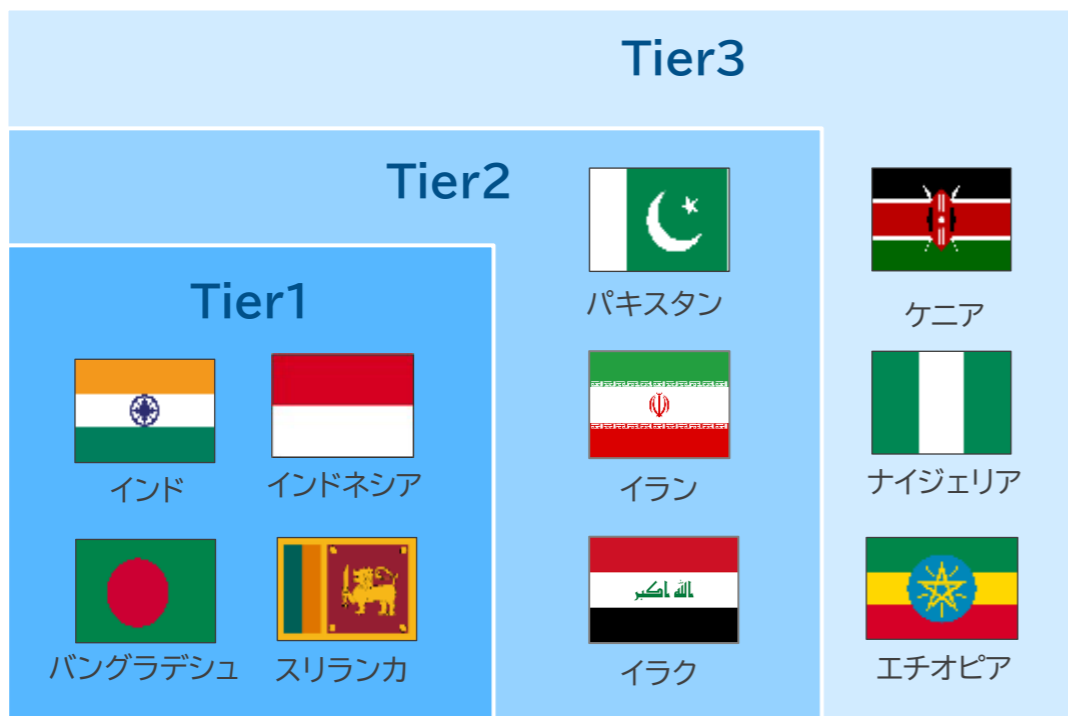 Tier3
Tier2
Tier1
インド
インドネシア
バングラデシュ
スリランカ
パキスタン
イラン
الله اكبر
イラク
ケニア
ナイジェリア
エチオピア